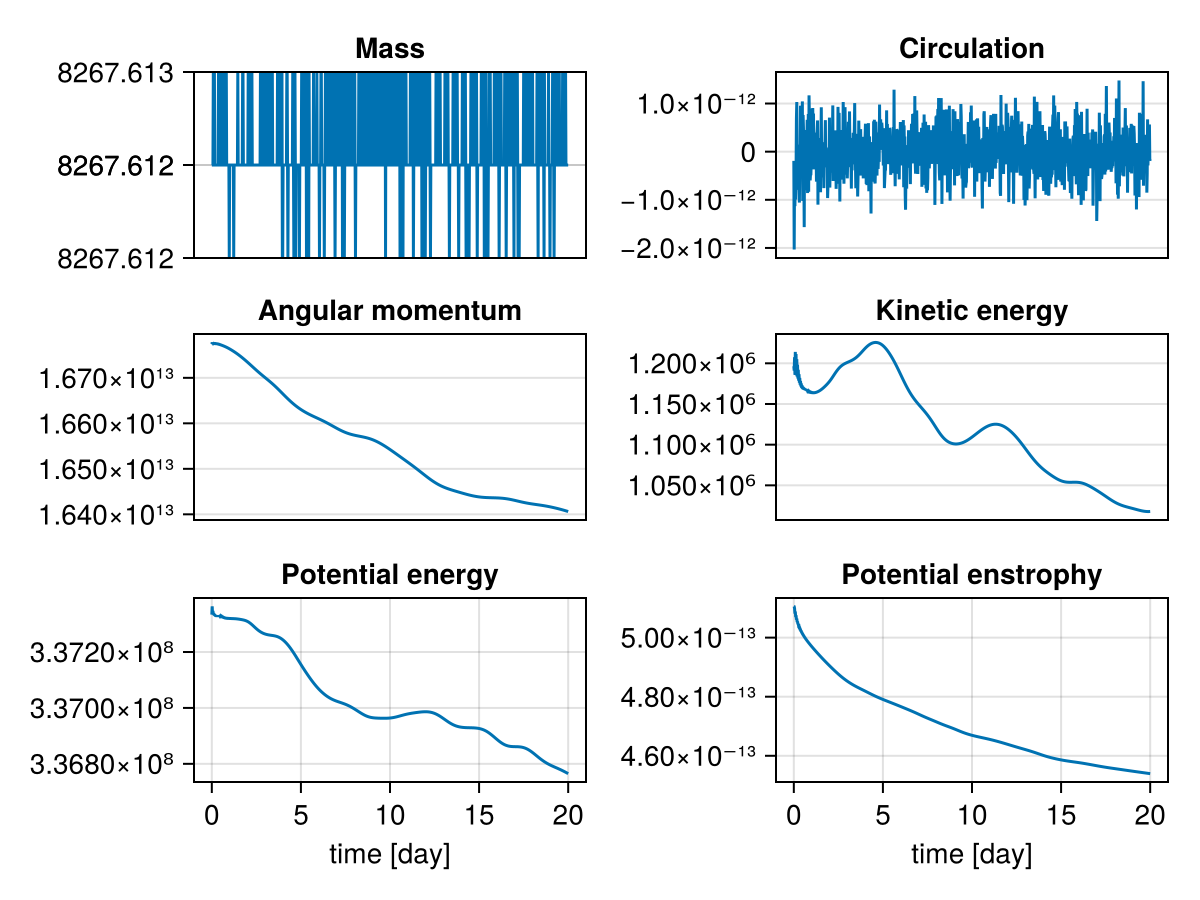 Mass
8267.613
8267.612
8267.612
Circulation
1.0×10⁻¹²
0
−1.0×10⁻¹²
−2.0×10⁻¹²
Angular momentum
1.670×10¹³
1.660×10¹³
1.650×10¹³
1.640×10¹³
Kinetic energy
1.200×10⁶
1.150×10⁶
1.100×10⁶
1.050×10⁶
Potential energy
3.3720×10⁸
3.3700×10⁸
3.3680×10⁸
0 5 10 15 20
time [day]
Potential enstrophy
5.00×10⁻¹³
4.80×10⁻¹³
4.60×10⁻¹³
0 5 10 15 20
time [day]